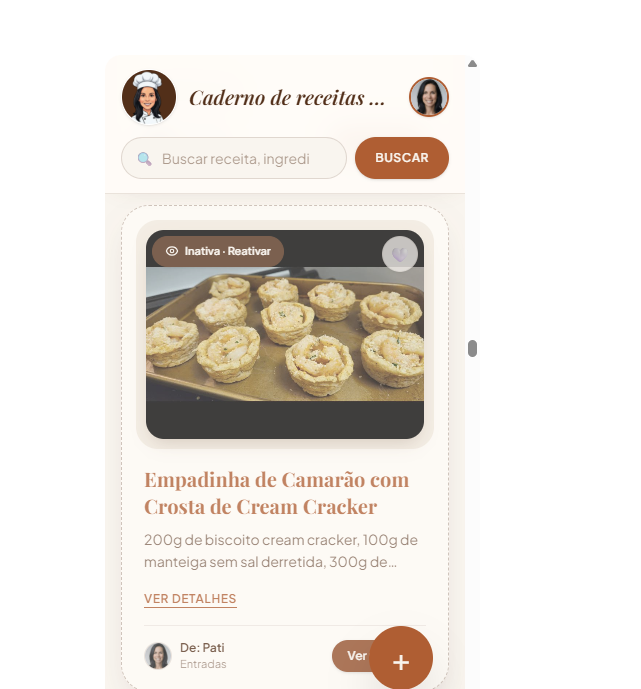 Caderno de receitas ...
Buscar receita, ingredi
BUSCAR
Inativa · Reativar
Empadinha de Camarão com
Crosta de Cream Cracker
200g de biscoito cream cracker, 100g de
manteiga sem sal derretida, 300g de...
VER DETALHES
De: Pati
Entradas
Ver
+